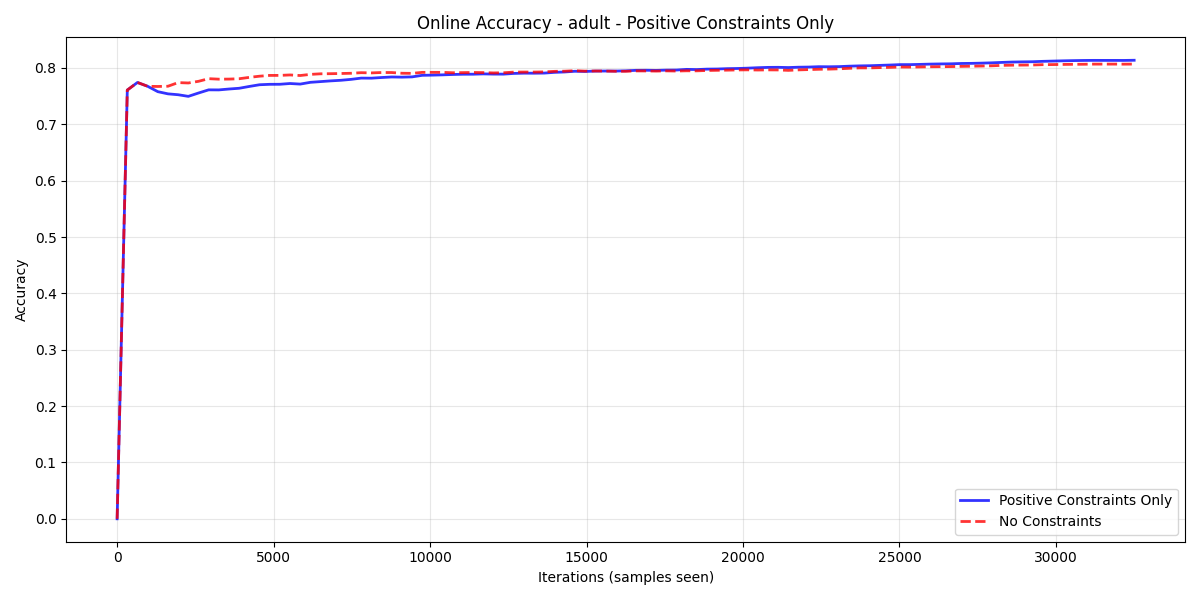 Online Accuracy - adult - Positive Constraints Only
Accuracy
0.8
0.7
0.6
0.5
0.4
0.3
0.2
0.1
0.0
Positive Constraints Only
No Constraints
0 5000 10000 15000 20000 25000 30000
Iterations (samples seen)